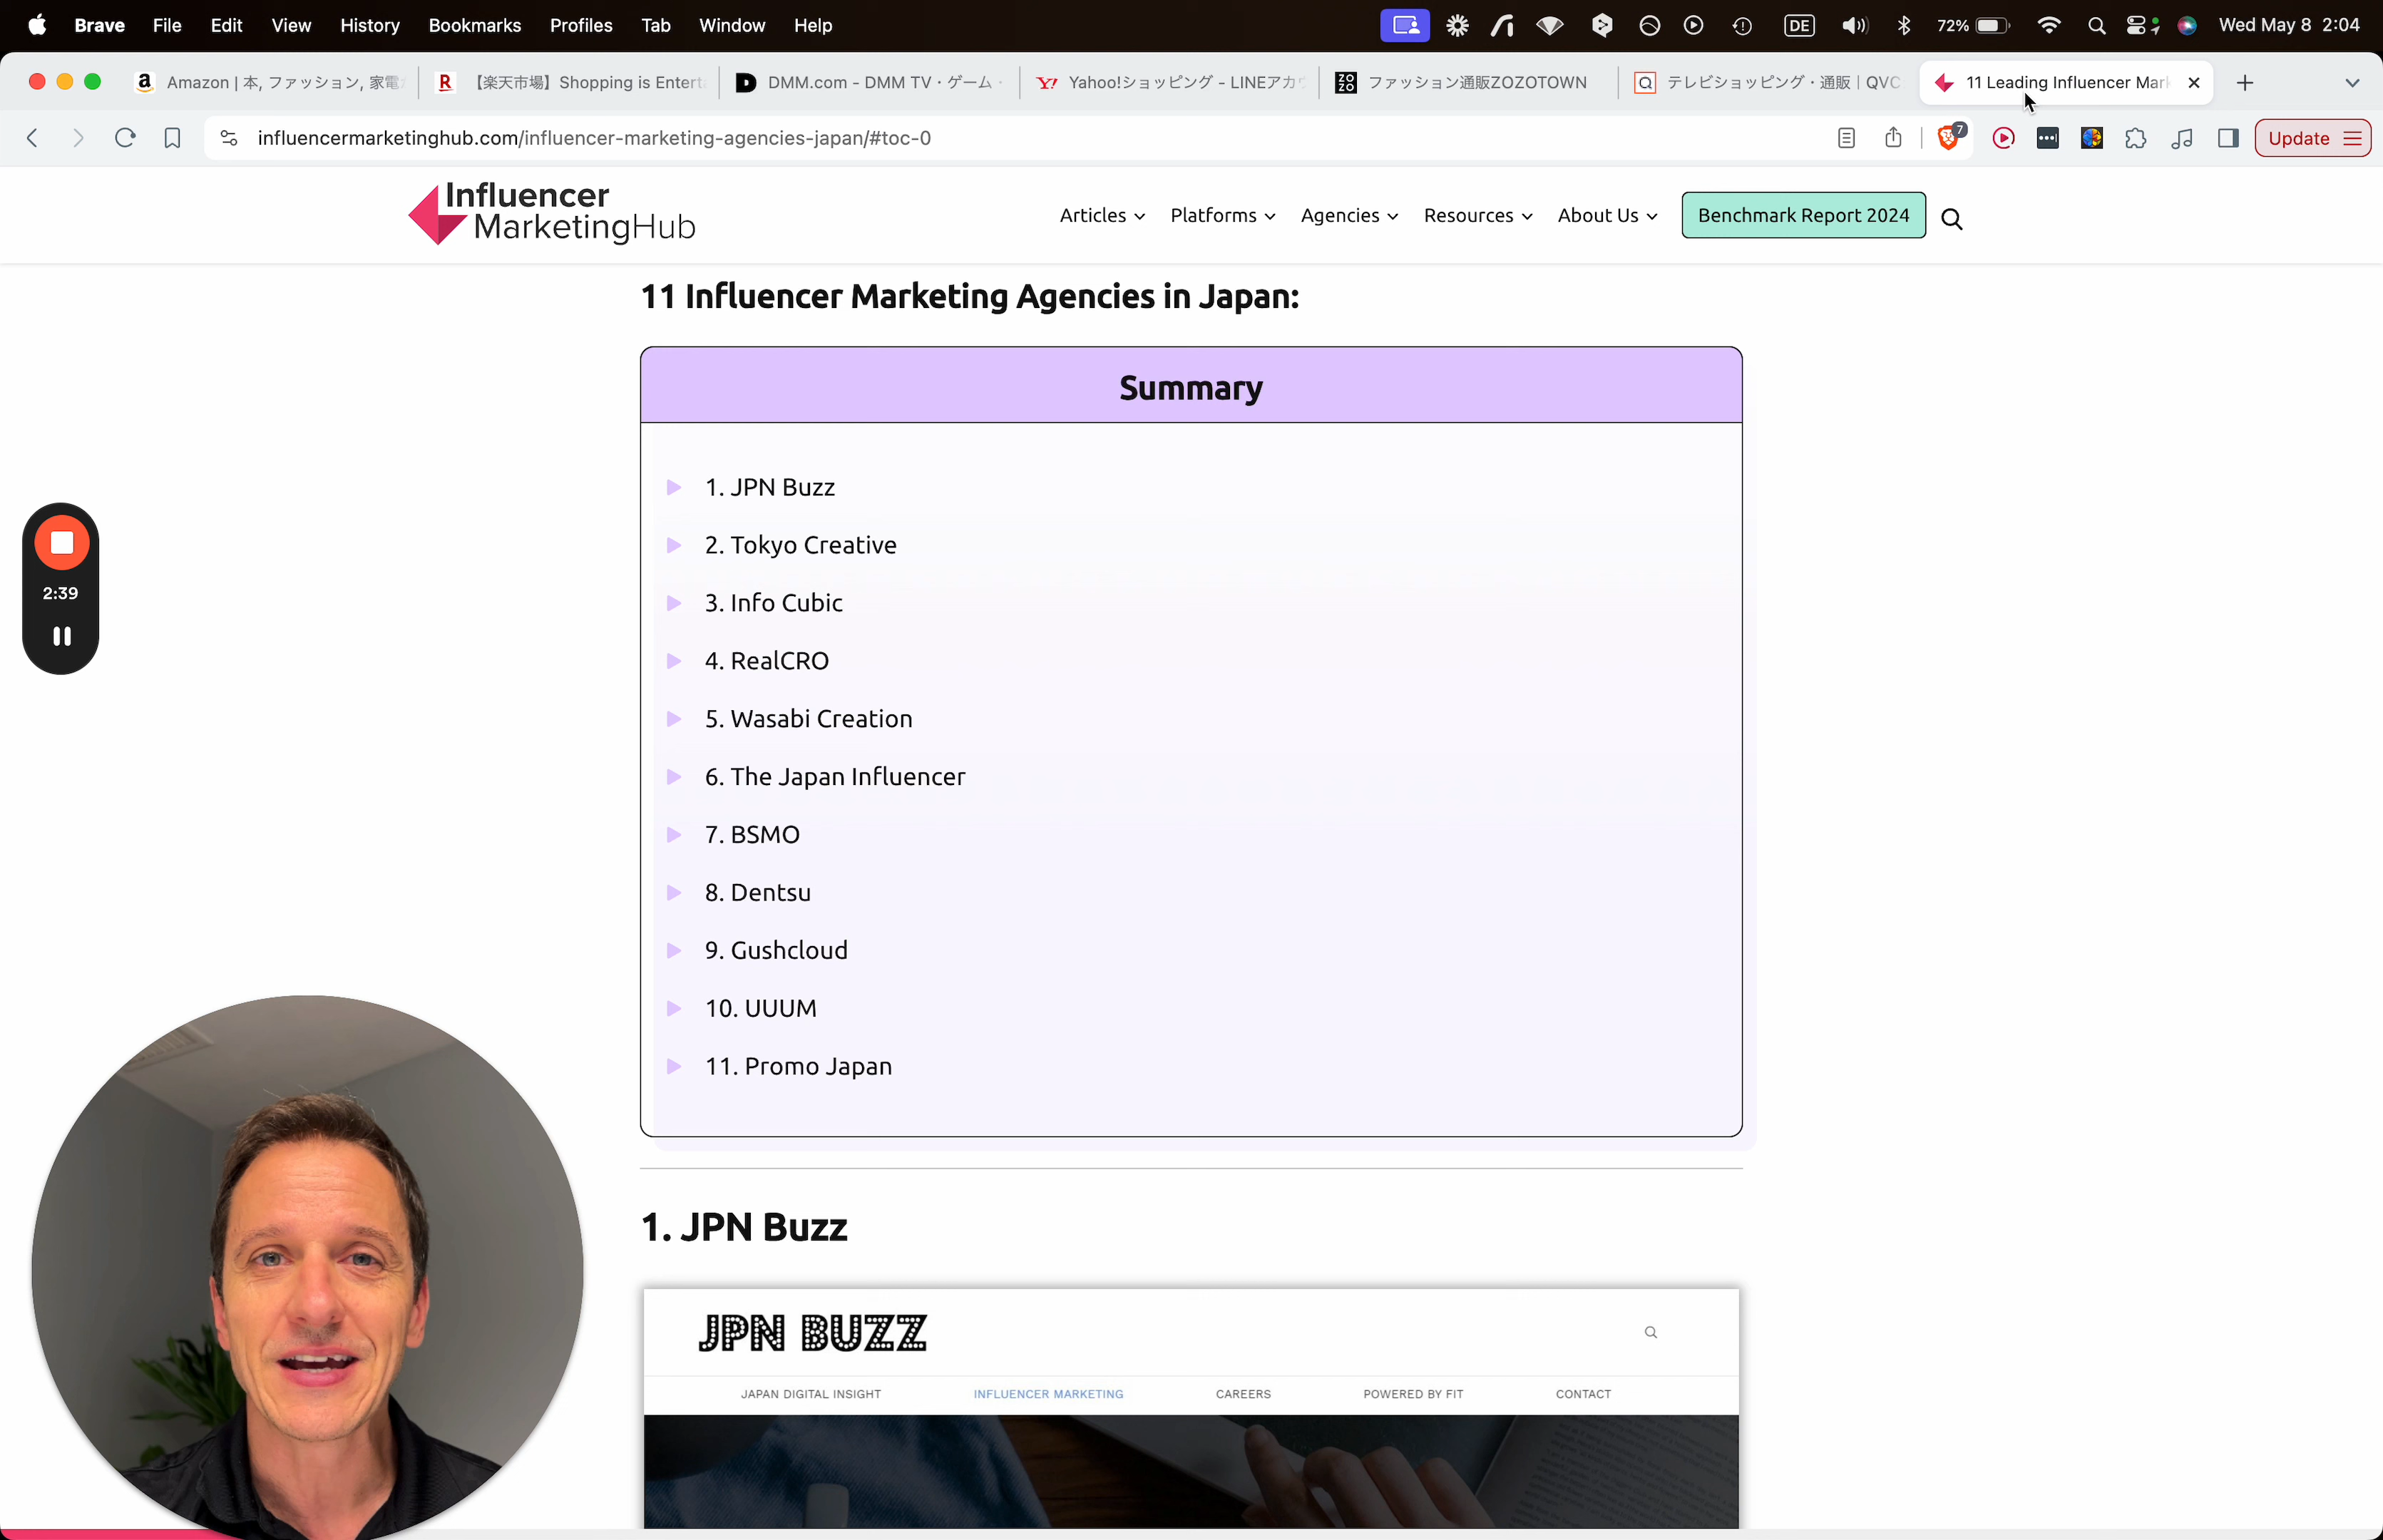 Brave File Edit View History Bookmarks Profiles Tab Window Help DE 72% Wed May 8 2:04
Amazon | 本, ファッション, 家電 【楽天市場】Shopping is Entert DMM.com - DMM TV・ゲーム・ Yahoo!ショッピング - LINEアカ ファッション通販ZOZOTOWN テレビショッピング・通販 | QVC 11 Leading Influencer Mar
influencermarketinghub.com/influencer-marketing-agencies-japan/#toc-0 7 Update
Influencer
MarketingHub
Articles Platforms Agencies Resources About Us Benchmark Report 2024
11 Influencer Marketing Agencies in Japan:
Summary
1. JPN Buzz
2. Tokyo Creative
3. Info Cubic
4. RealCRO
5. Wasabi Creation
6. The Japan Influencer
7. BSMO
8. Dentsu
9. Gushcloud
10. UUUM
11. Promo Japan
2:39
1. JPN Buzz
JPN BUZZ
JAPAN DIGITAL INSIGHT INFLUENCER MARKETING CAREERS POWERED BY FIT CONTACT